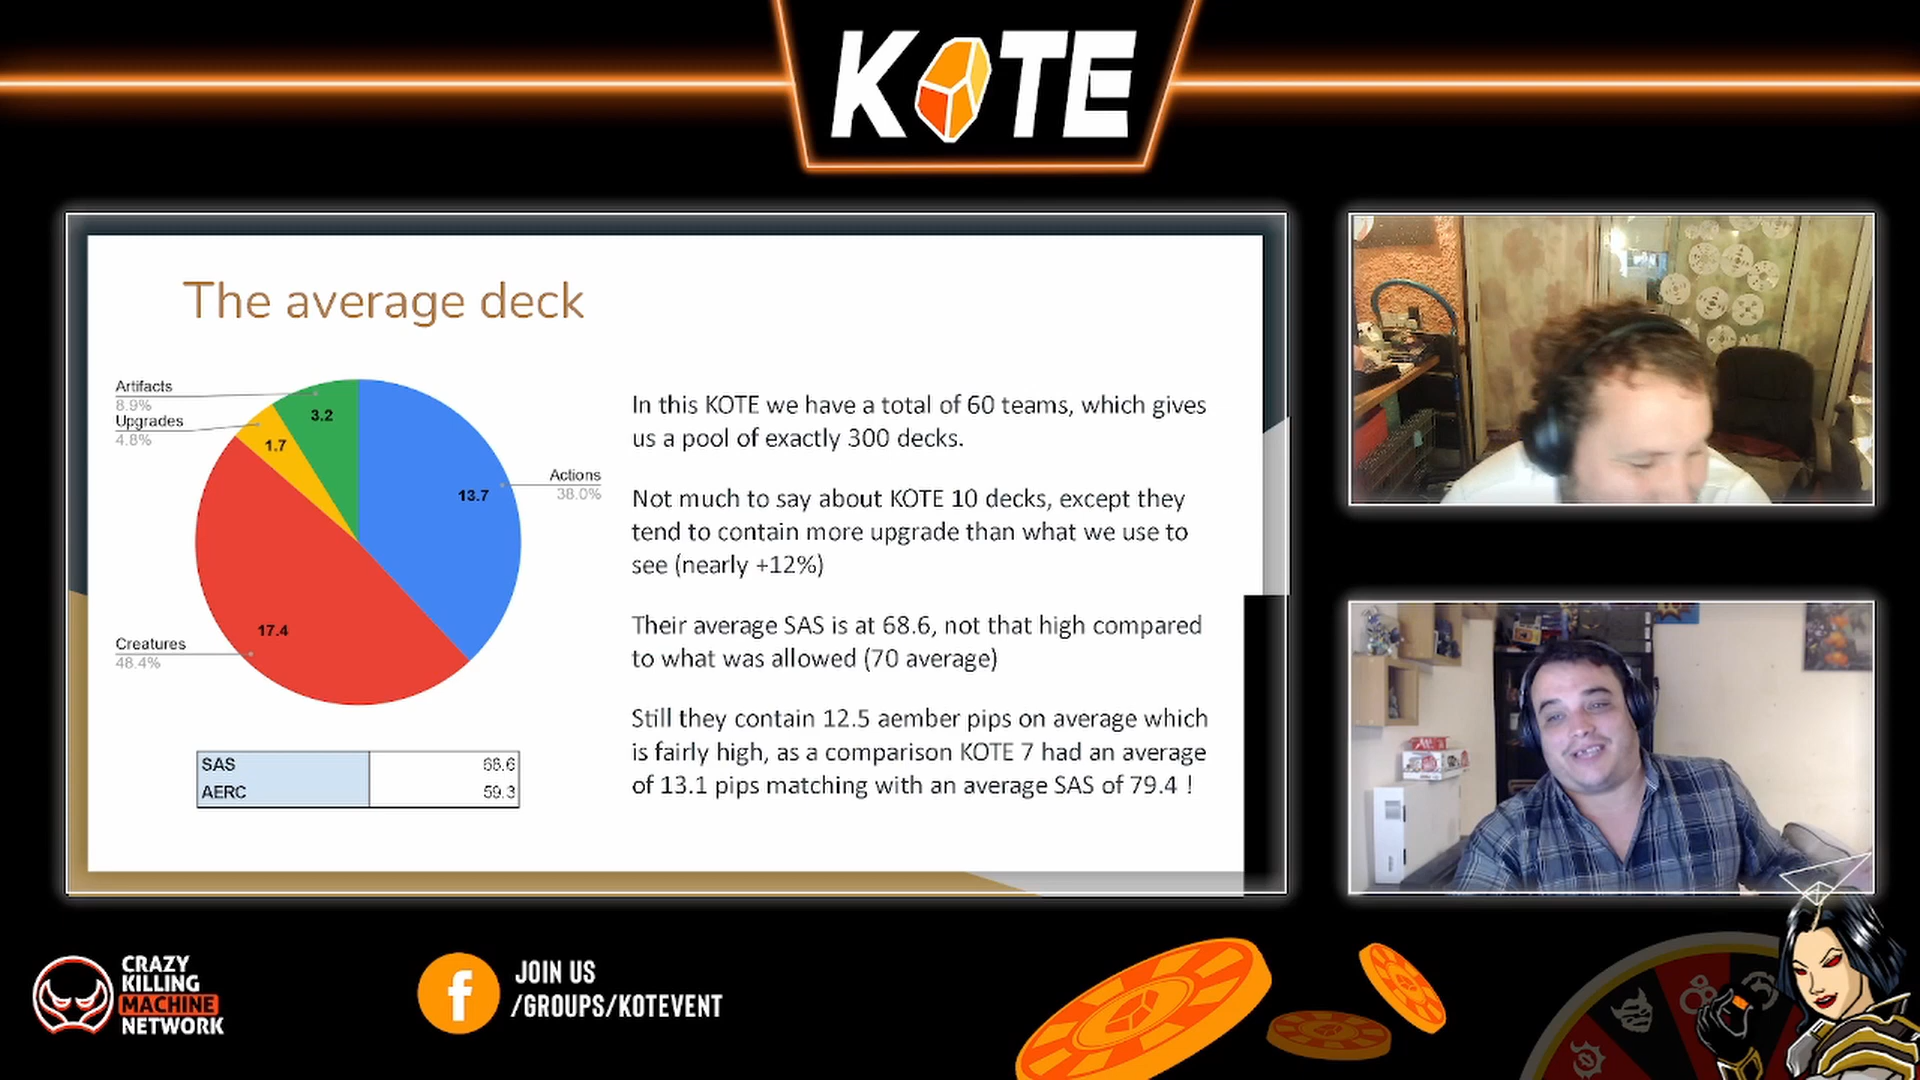 KOTE
The average deck
Artifacts
8.9%
Upgrades
4.8%
3.2
1.7
Actions
38.0%
13.7
17.4
Creatures
48.4%
SAS 68.6
AERC 59.3
In this KOTE we have a total of 60 teams, which gives
us a pool of exactly 300 decks.
Not much to say about KOTE 10 decks, except they
tend to contain more upgrade than what we use to
see (nearly +12%)
Their average SAS is at 68.6, not that high compared
to what was allowed (70 average)
Still they contain 12.5 aember pips on average which
is fairly high, as a comparison KOTE 7 had an average
of 13.1 pips matching with an average SAS of 79.4 !
CRAZY
KILLING
MACHINE
NETWORK
f
JOIN US
/GROUPS/KOTEVENT